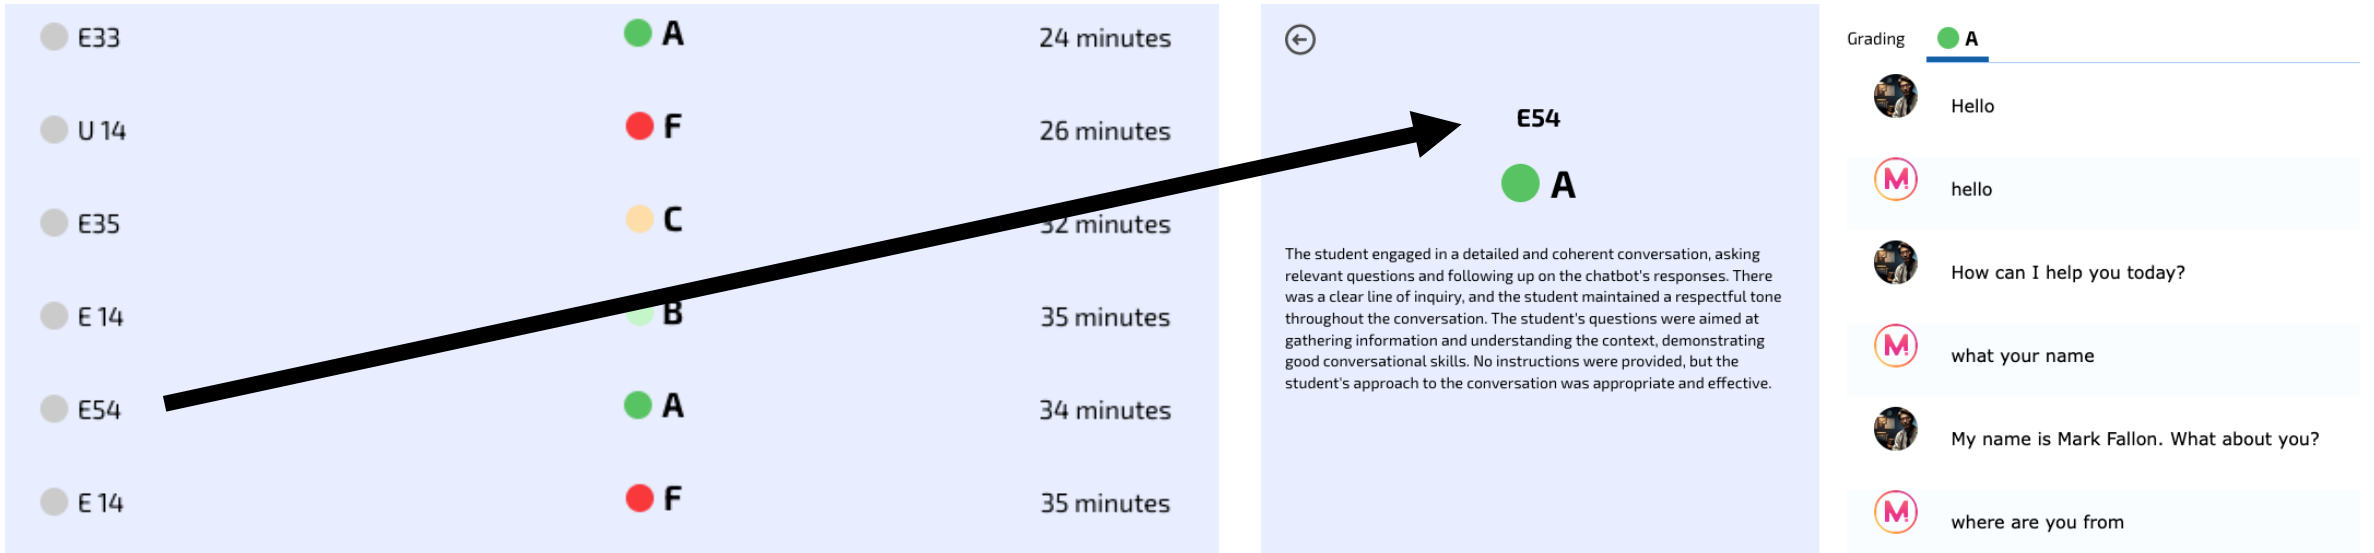 E33 A 24 minutes
U 14 F 26 minutes
E35 C 32 minutes
E 14 B 35 minutes
E54 A 34 minutes
E 14 F 35 minutes
E54
A
The student engaged in a detailed and coherent conversation, asking
relevant questions and following up on the chatbot's responses. There
was a clear line of inquiry, and the student maintained a respectful tone
throughout the conversation. The student's questions were aimed at
gathering information and understanding the context, demonstrating
good conversational skills. No instructions were provided, but the
student's approach to the conversation was appropriate and effective.
Grading A
Hello
M
hello
How can I help you today?
M
what your name
My name is Mark Fallon. What about you?
M
where are you from